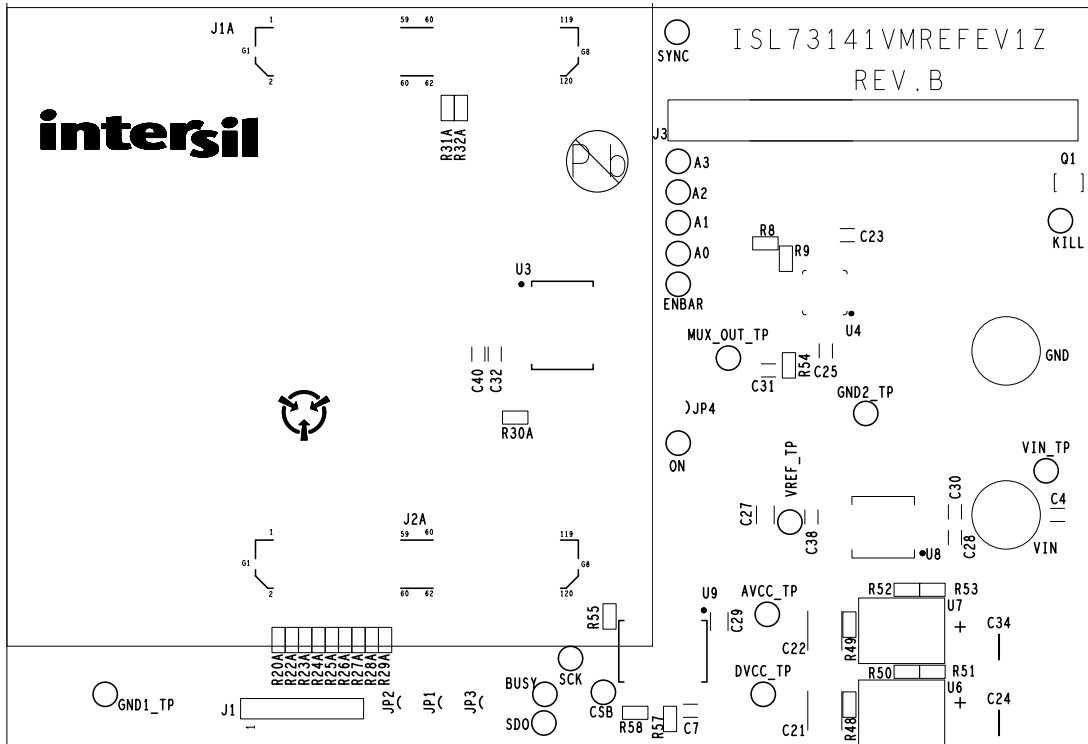 J1A
1
59 60
119
G1
G8
2
60 62
120
SYNC
ISL73141VMREFEV1Z
REV.B
intersil
R31A
R32A
Pb
J3
A3
A2
A1
A0
ENBAR
Q1
KILL
R8
R9
C23
U3
U4
MUX_OUT_TP
C31
R54
C25
GND
C40
C32
GND2_TP
R30A
)JP4
ON
VREF_TP
VIN_TP
C27
C38
C30
C4
C28
VIN
U8
J2A
1
59 60
119
G1
G8
2
60 62
120
R55
U9
C29
AVCC_TP
R52
R53
U7
+
C34
C22
R49
R20A
R22A
R23A
R24A
R25A
R26A
R27A
R28A
R29A
SCK
DVCC_TP
R50
R51
U6
+
C24
GND1_TP
J1
1
JP2(
JP1(
JP3(
BUSY
SDO
CSB
R58
R57
C7
C21
R48